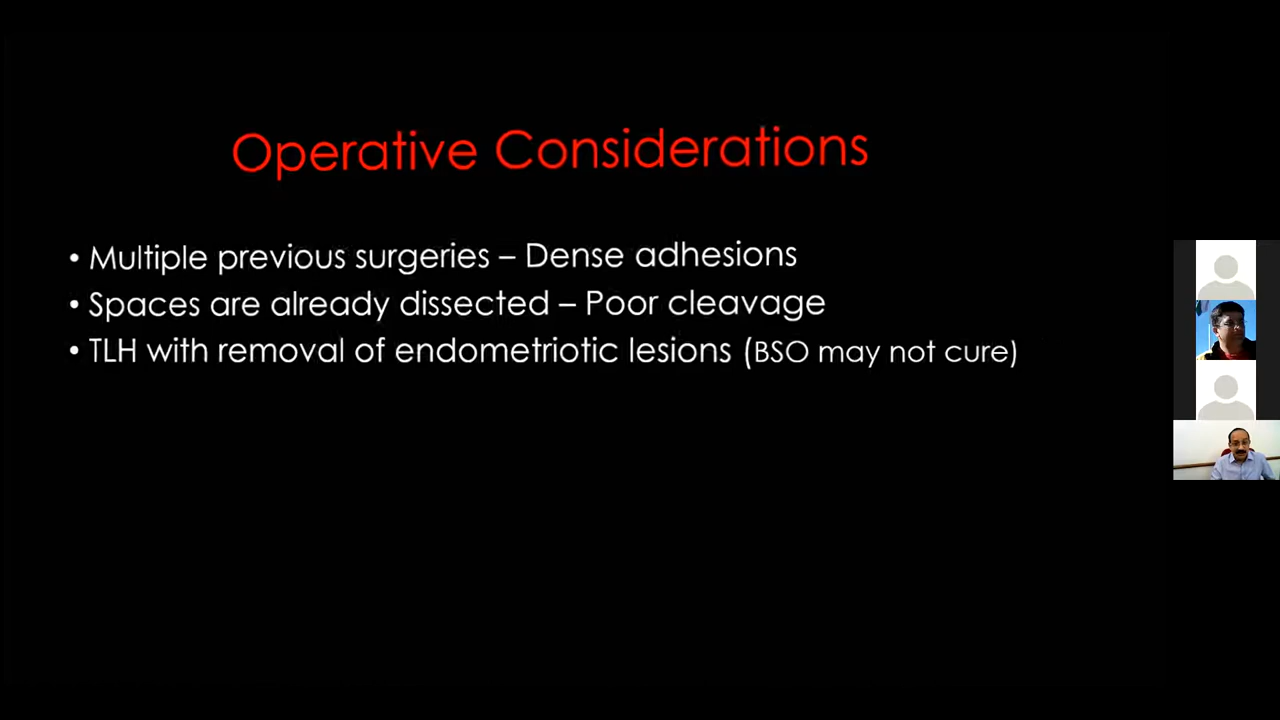 Operative Considerations
• Multiple previous surgeries – Dense adhesions
• Spaces are already dissected – Poor cleavage
• TLH with removal of endometriotic lesions (BSO may not cure)